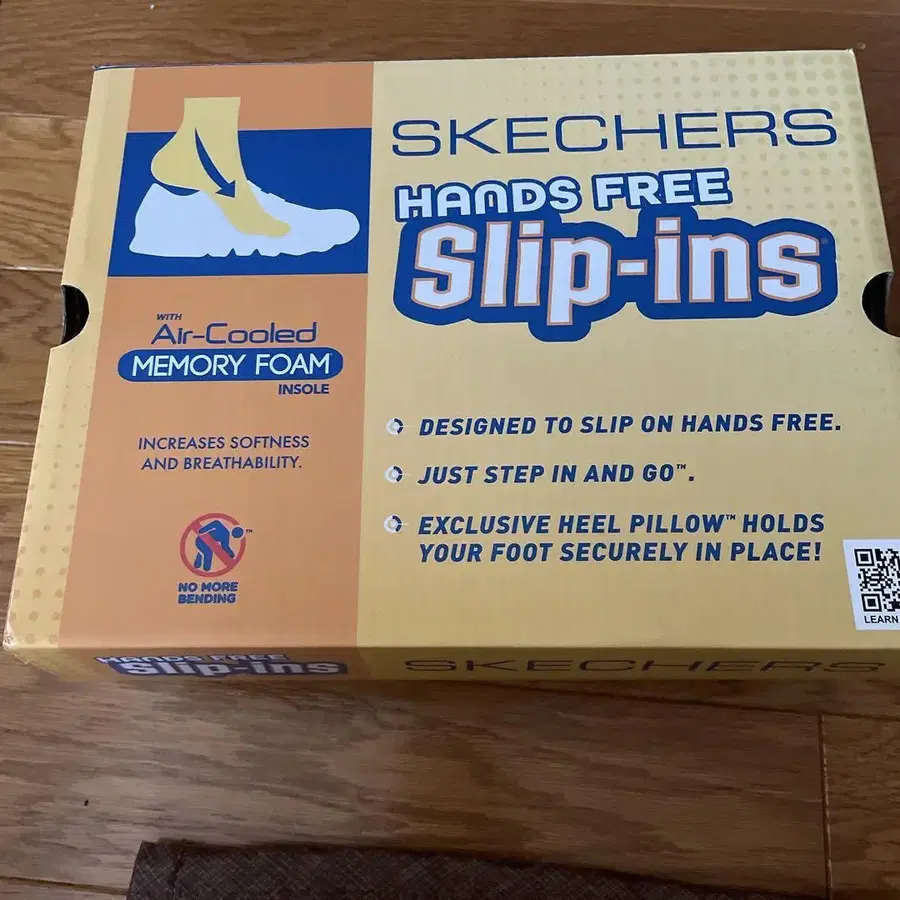 SKECHERS
HANDS FREE
Slip-ins®
WITH
Air-Cooled
MEMORY FOAM
INSOLE
INCREASES SOFTNESS
AND BREATHABILITY.
™
NO MORE
BENDING
DESIGNED TO SLIP ON HANDS FREE.
JUST STEP IN AND GO™.
EXCLUSIVE HEEL PILLOW™ HOLDS
YOUR FOOT SECURELY IN PLACE!
LEARN
HANDS FREE
Slip-ins
SKECHERS